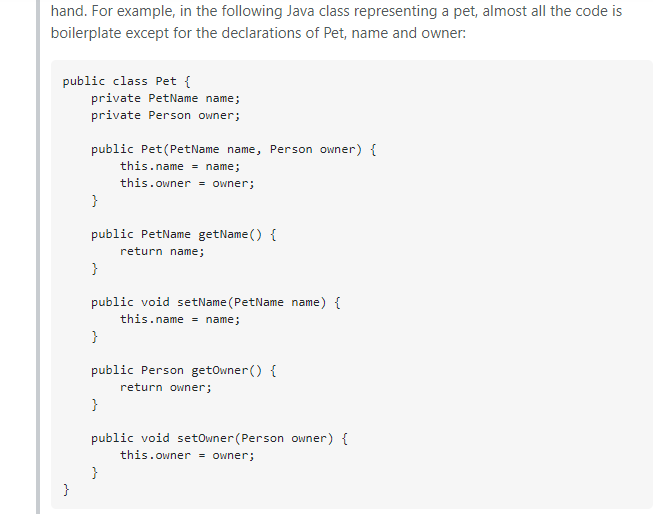 hand. For example, in the following Java class representing a pet, almost all the code is
boilerplate except for the declarations of Pet, name and owner:
public class Pet {
    private PetName name;
    private Person owner;

    public Pet(PetName name, Person owner) {
        this.name = name;
        this.owner = owner;
    }

    public PetName getName() {
        return name;
    }

    public void setName(PetName name) {
        this.name = name;
    }

    public Person getOwner() {
        return owner;
    }

    public void setOwner(Person owner) {
        this.owner = owner;
    }
}